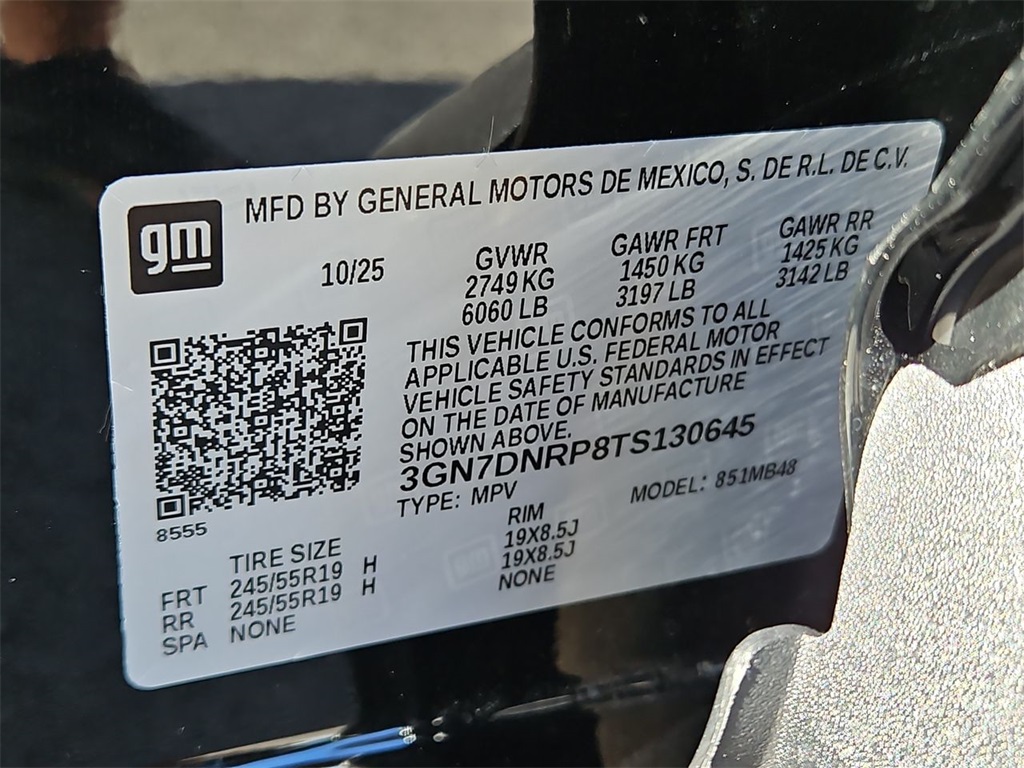 gm
MFD BY GENERAL MOTORS DE MEXICO, S. DE R.L. DE C.V.
10/25
GVWR
2749 KG
6060 LB
GAWR FRT
1450 KG
3197 LB
GAWR RR
1425 KG
3142 LB
THIS VEHICLE CONFORMS TO ALL
APPLICABLE U.S. FEDERAL MOTOR
VEHICLE SAFETY STANDARDS IN EFFECT
ON THE DATE OF MANUFACTURE
SHOWN ABOVE.
3GN7DNRP8TS130645
TYPE: MPV MODEL: 851MB48
8555
TIRE SIZE RIM
FRT 245/55R19 H 19X8.5J
RR 245/55R19 H 19X8.5J
SPA NONE NONE